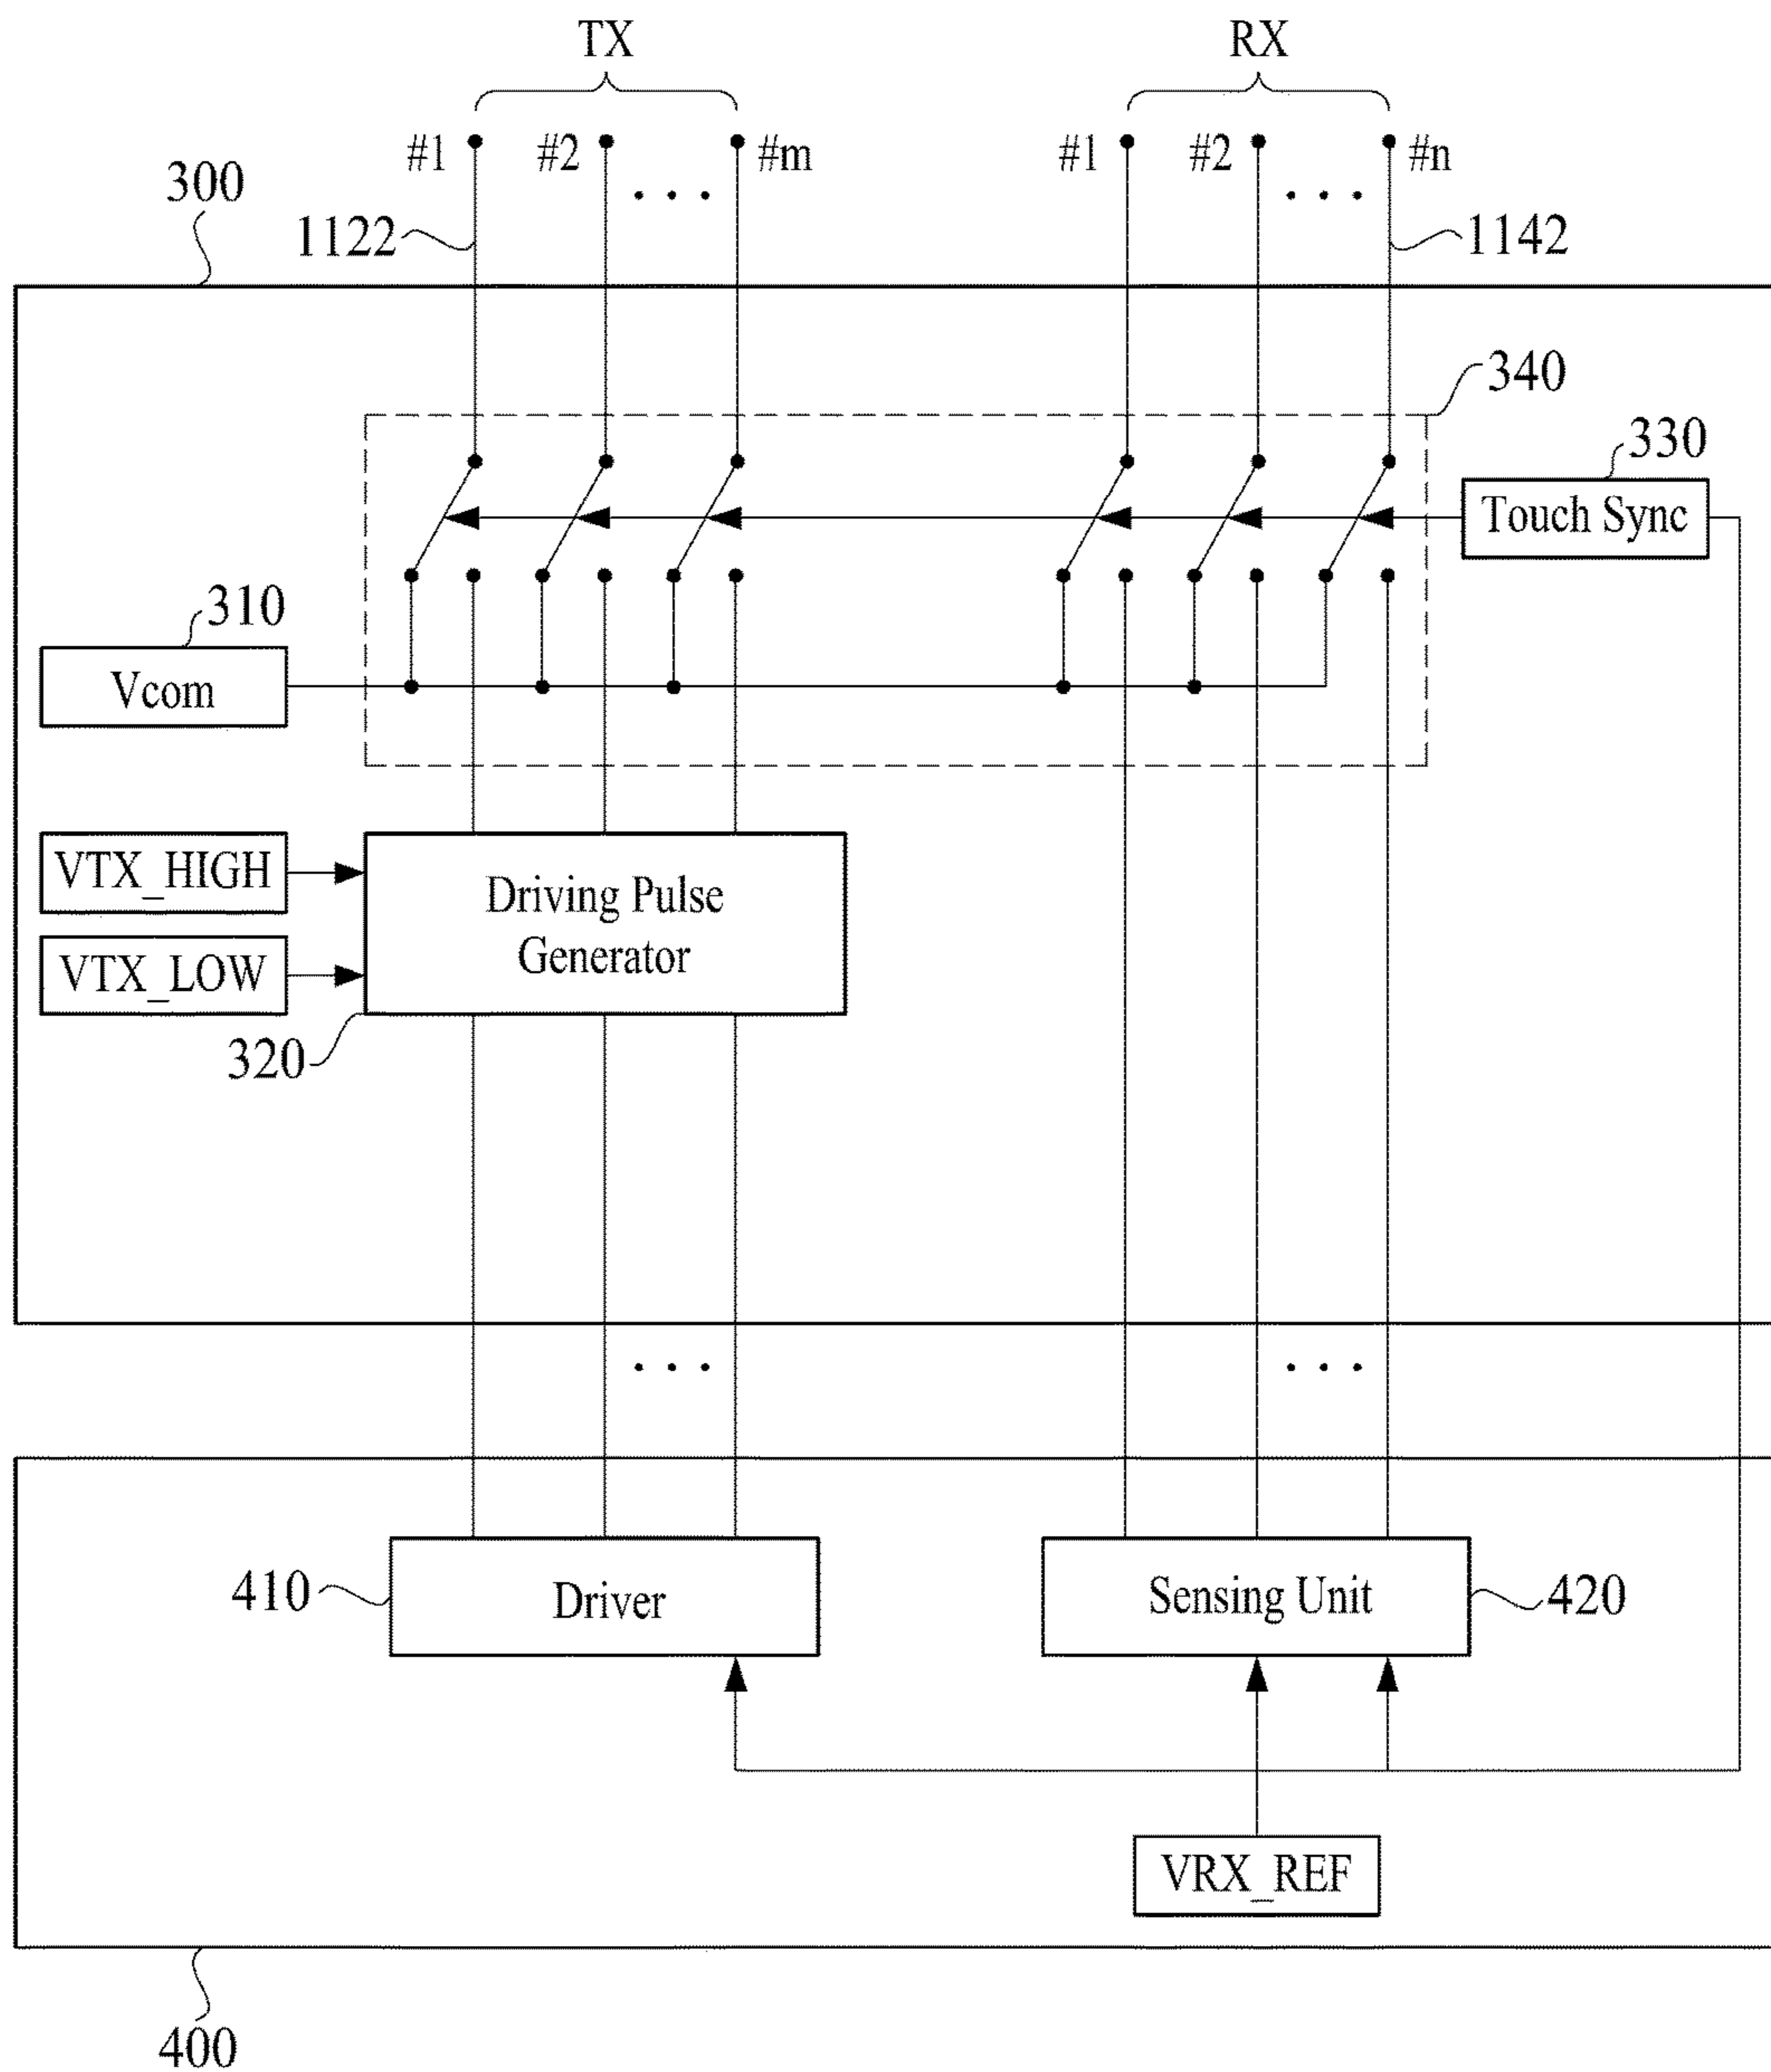 TX RX
#1 #2 #m #1 #2 #n
. . . . . .
300
1122 1142
340
330
Touch Sync
310
Vcom
VTX_HIGH
Driving Pulse
Generator
VTX_LOW
320
. . . . . .
410 Driver Sensing Unit 420
VRX_REF
400